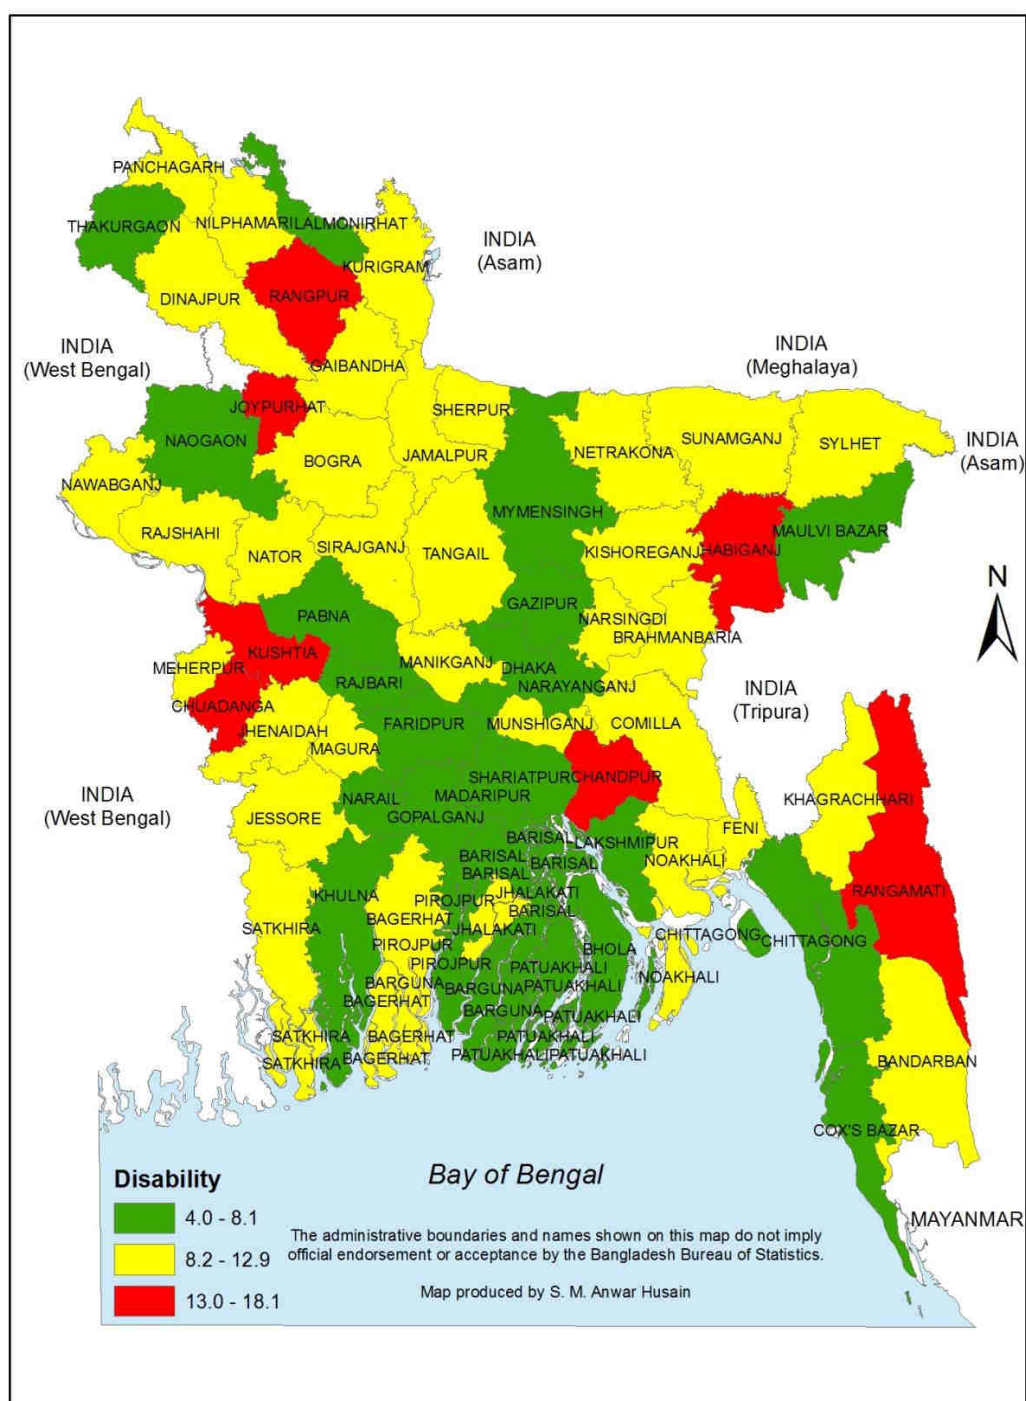 PANCHAGARH
THAKURGAON
NILPHAMARI
LALMONIRHAT
INDIA
(Asam)
KURIGRAM
DINAJPUR
RANGPUR
INDIA
(West Bengal)
GAIBANDHA
INDIA
(Meghalaya)
JOYPURHAT
SHERPUR
NAOGAON
SUNAMGANJ
SYLHET
INDIA
(Asam)
BOGRA
JAMALPUR
NETRAKONA
NAWABGANJ
MYMENSINGH
RAJSHAHI
MAULVI BAZAR
SIRAJGANJ
NATOR
TANGAIL
KISHOREGANJ
HABIGANJ
N
GAZIPUR
PABNA
NARSINGDI
BRAHMANBARIA
KUSHTIA
MEHERPUR
MANIKGANJ
DHAKA
RAJBARI
NARAYANGANJ
INDIA
(Tripura)
CHUADANGA
FARIDPUR
MUNSHIGANJ
COMILLA
JHENAIDAH
MAGURA
SHARIATPUR
CHANDPUR
INDIA
(West Bengal)
NARAIL
MADARIPUR
KHAGRACHHARI
JESSORE
GOPALGANJ
FENI
BARISAL
LAKSHMIPUR
BARISAL
BARISAL
NOAKHALI
BARISAL
KHULNA
JHALAKATI
RANGAMATI
PIROJPUR
BARISAL
BAGERHAT
SATKHIRA
JHALAKATI
CHITTAGONG
CHITTAGONG
PIROJPUR
BHOLA
PIROJPUR
PATUAKHALI
NOAKHALI
BARGUNA
BARGUNA
PATUAKHALI
BAGERHAT
BARGUNA
PATUAKHALI
SATKHIRA
BAGERHAT
PATUAKHALI
SATKHIRA
BAGERHAT
PATUAKHALI
PATUAKHALI
BANDARBAN
COX'S BAZAR
Bay of Bengal
MAYANMAR
Disability
4.0 - 8.1
8.2 - 12.9
13.0 - 18.1
The administrative boundaries and names shown on this map do not imply
official endorsement or acceptance by the Bangladesh Bureau of Statistics.
Map produced by S. M. Anwar Husain